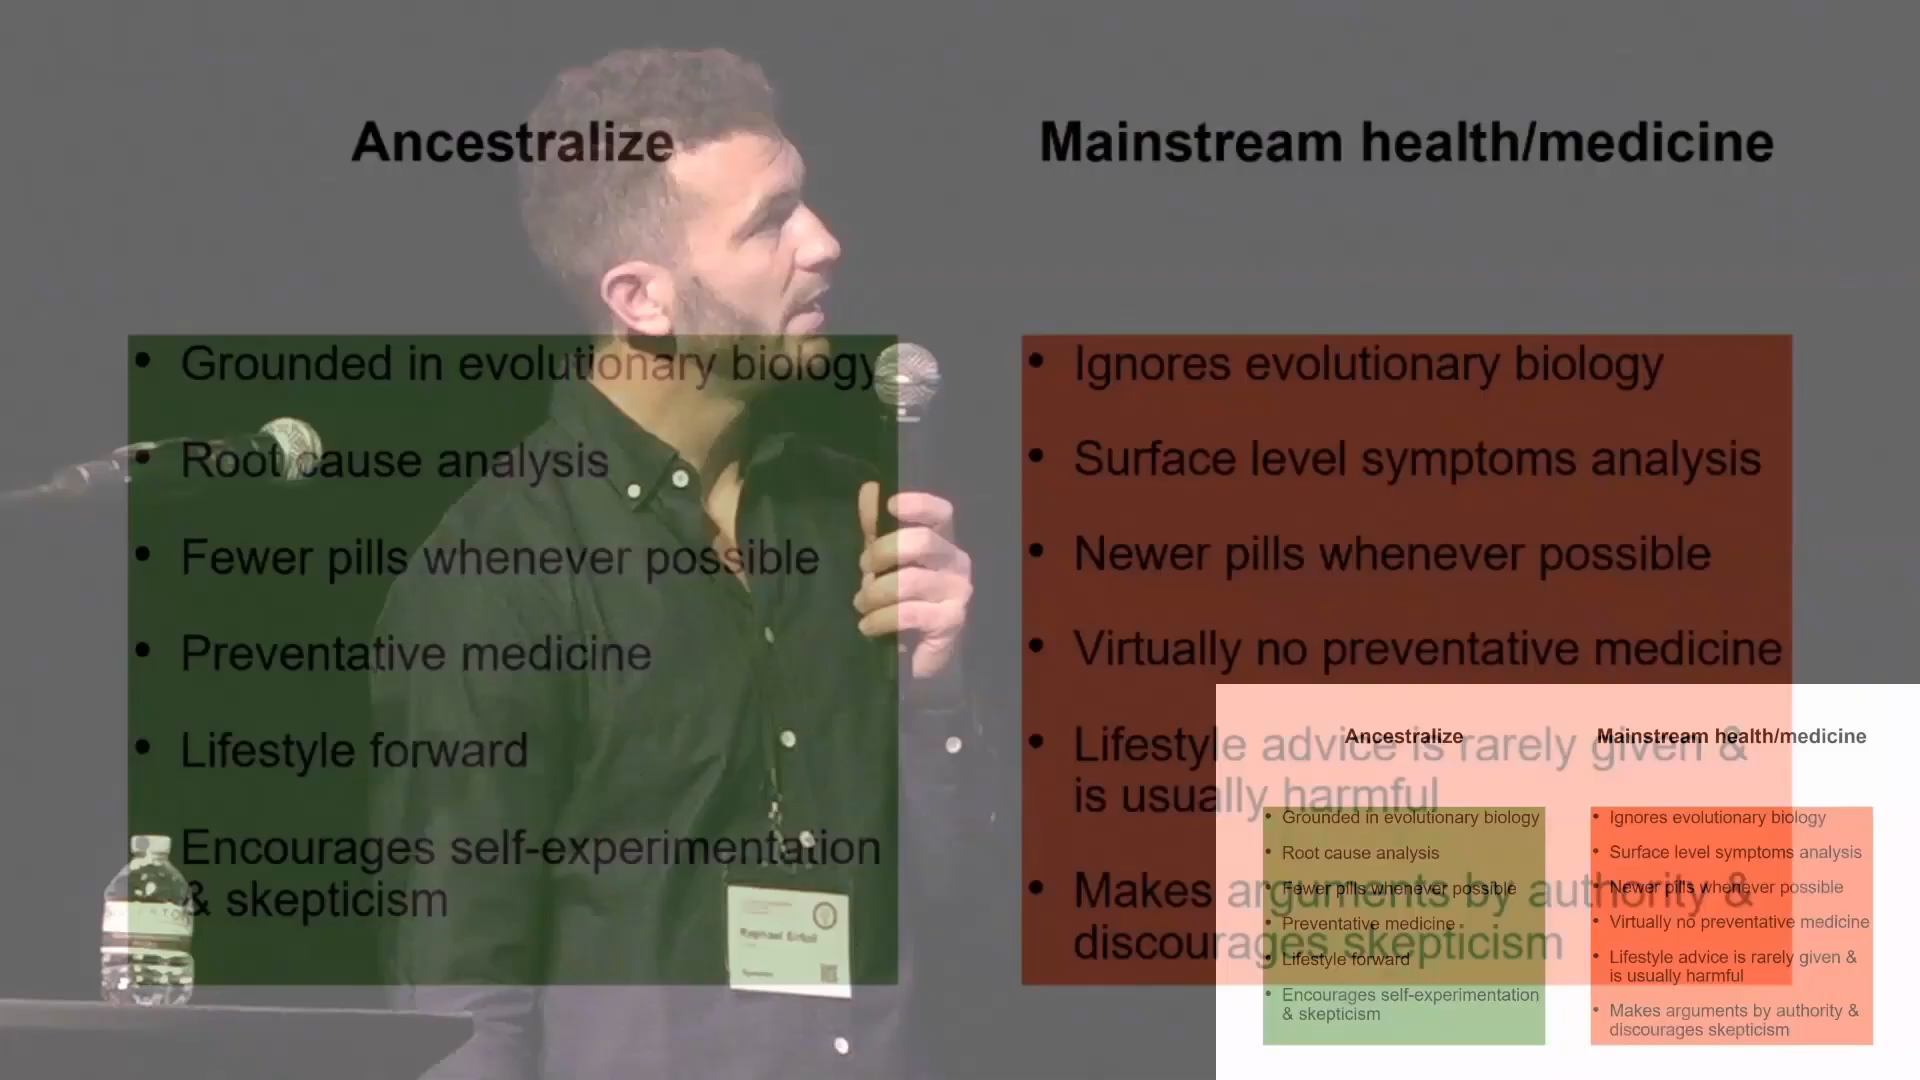 Ancestralize
Mainstream health/medicine
• Grounded in evolutionary biology
• Root cause analysis
• Fewer pills whenever possible
• Preventative medicine
• Lifestyle forward
• Encourages self-experimentation
& skepticism
• Ignores evolutionary biology
• Surface level symptoms analysis
• Newer pills whenever possible
• Virtually no preventative medicine
• Lifestyle advice is rarely given &
is usually harmful
• Makes arguments by authority &
discourages skepticism
Raphael
Ancestralize
Mainstream health/medicine
• Grounded in evolutionary biology
• Root cause analysis
• Fewer pills whenever possible
• Preventative medicine
• Lifestyle forward
• Encourages self-experimentation
& skepticism
• Ignores evolutionary biology
• Surface level symptoms analysis
• Newer pills whenever possible
• Virtually no preventative medicine
• Lifestyle advice is rarely given &
is usually harmful
• Makes arguments by authority &
discourages skepticism